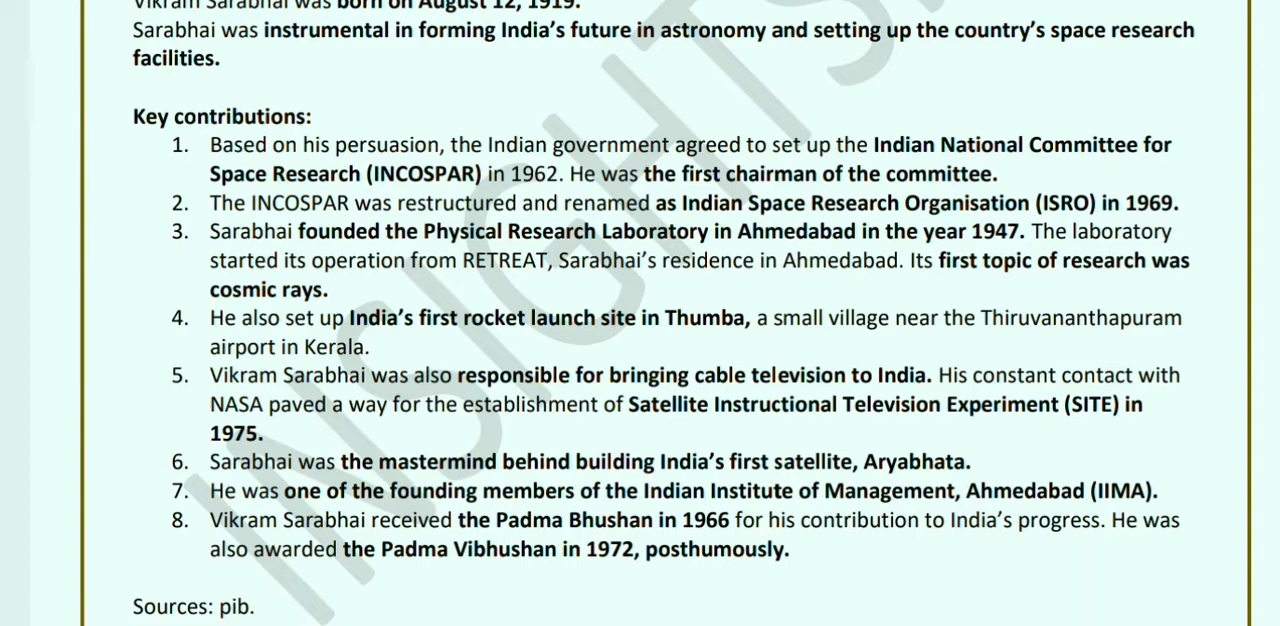 Vikram Sarabhai was born on August 12, 1919.
Sarabhai was instrumental in forming India's future in astronomy and setting up the country's space research
facilities.
Key contributions:
1. Based on his persuasion, the Indian government agreed to set up the Indian National Committee for
Space Research (INCOSPAR) in 1962. He was the first chairman of the committee.
2. The INCOSPAR was restructured and renamed as Indian Space Research Organisation (ISRO) in 1969.
3. Sarabhai founded the Physical Research Laboratory in Ahmedabad in the year 1947. The laboratory
started its operation from RETREAT, Sarabhai's residence in Ahmedabad. Its first topic of research was
cosmic rays.
4. He also set up India's first rocket launch site in Thumba, a small village near the Thiruvananthapuram
airport in Kerala.
5. Vikram Sarabhai was also responsible for bringing cable television to India. His constant contact with
NASA paved a way for the establishment of Satellite Instructional Television Experiment (SITE) in
1975.
6. Sarabhai was the mastermind behind building India's first satellite, Aryabhata.
7. He was one of the founding members of the Indian Institute of Management, Ahmedabad (IIMA).
8. Vikram Sarabhai received the Padma Bhushan in 1966 for his contribution to India's progress. He was
also awarded the Padma Vibhushan in 1972, posthumously.
Sources: pib.
INSIGHTS